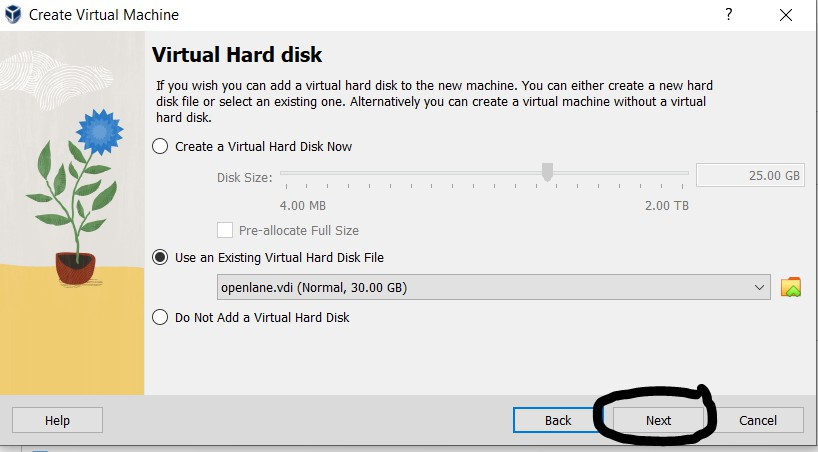 Create Virtual Machine
?
Virtual Hard disk
If you wish you can add a virtual hard disk to the new machine. You can either create a new hard
disk file or select an existing one. Alternatively you can create a virtual machine without a virtual
hard disk.
Create a Virtual Hard Disk Now
Disk Size:
25.00 GB
4.00 MB
2.00 TB
Pre-allocate Full Size
Use an Existing Virtual Hard Disk File
openlane.vdi (Normal, 30.00 GB)
Do Not Add a Virtual Hard Disk
Help
Back
Next
Cancel